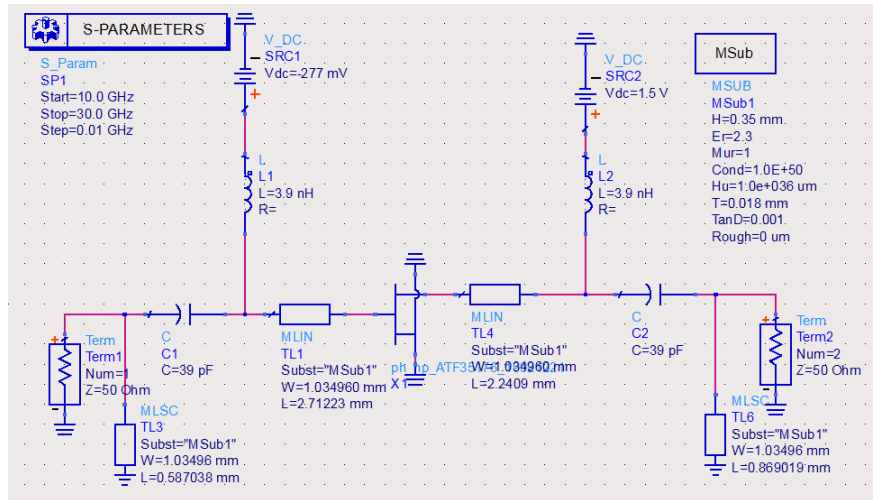 S-PARAMETERS
S_Param
SP1
Start=10.0 GHz
Stop=30.0 GHz
Step=0.01 GHz
V_DC
SRC1
Vdc=-277 mV
V_DC
SRC2
Vdc=1.5 V
MSub
MSUB
MSub1
H=0.35 mm
Er=2.3
Mur=1
Cond=1.0E+50
Hu=1.0e+036 um
T=0.018 mm
TanD=0.001
Rough=0 um
L
L1
L=3.9 nH
R=
L
L2
L=3.9 nH
R=
Term
Term1
Num=1
Z=50 Ohm
C
C1
C=39 pF
MLIN
TL1
Subst="MSub1"
W=1.034960 mm
L=2.71223 mm
X1
MLIN
TL4
Subst="MSub1"
W=1.034960 mm
L=2.2409 mm
C
C2
C=39 pF
Term
Term2
Num=2
Z=50 Ohm
MLSC
TL3
Subst="MSub1"
W=1.03496 mm
L=0.587038 mm
MLSC
TL6
Subst="MSub1"
W=1.03496 mm
L=0.869019 mm